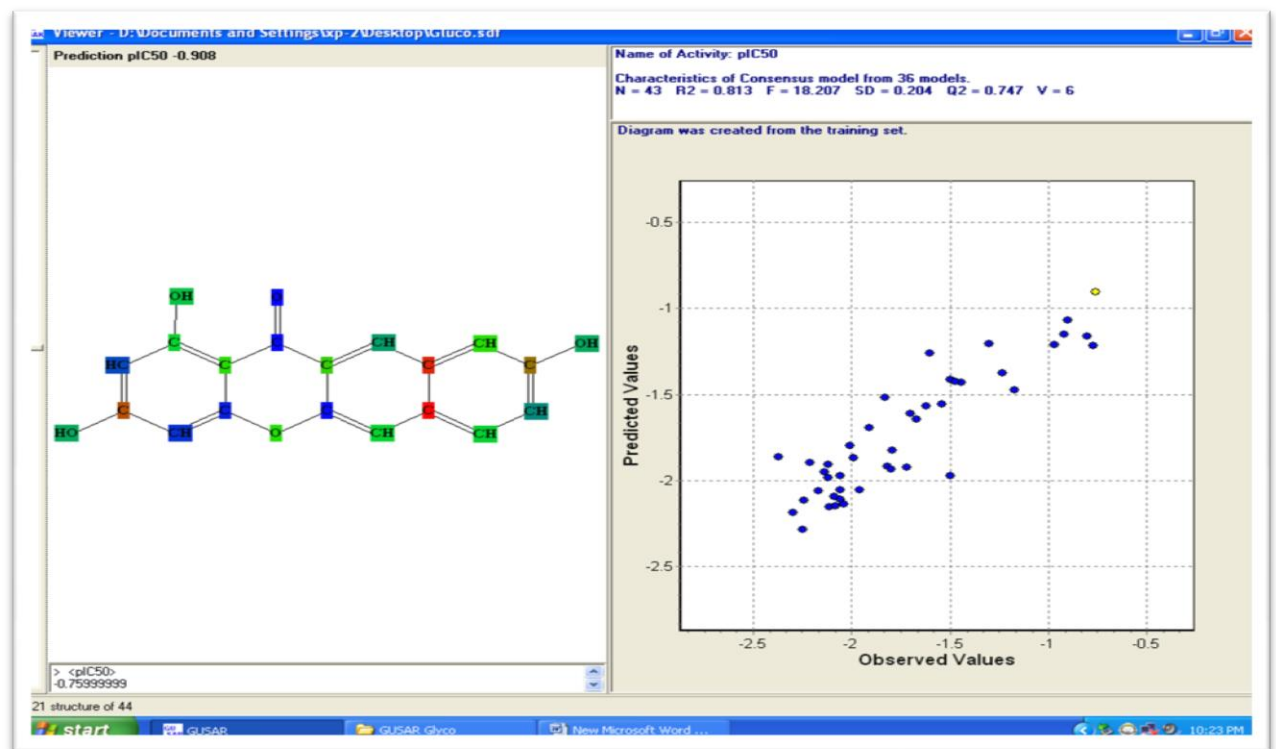 Viewer - D:\Documents and Settings\xp-2\Desktop\Gluco.sdf
Prediction pIC50 -0.908
Name of Activity: pIC50
Characteristics of Consensus model from 36 models.
N = 43 R2 = 0.813 F = 18.207 SD = 0.204 Q2 = 0.747 V = 6
Diagram was created from the training set.
OH
O
HC
C
C
C
CH
C
CH
C
OH
C
C
C
C
C
CH
HO
CH
O
CH
CH
-0.5
-1
-1.5
-2
-2.5
Predicted Values
-2.5
-2
-1.5
-1
-0.5
Observed Values
> <pIC50>
-0.75999999
21 structure of 44
start
GUSAR
GUSAR Glyco
New Microsoft Word ...
10:23 PM